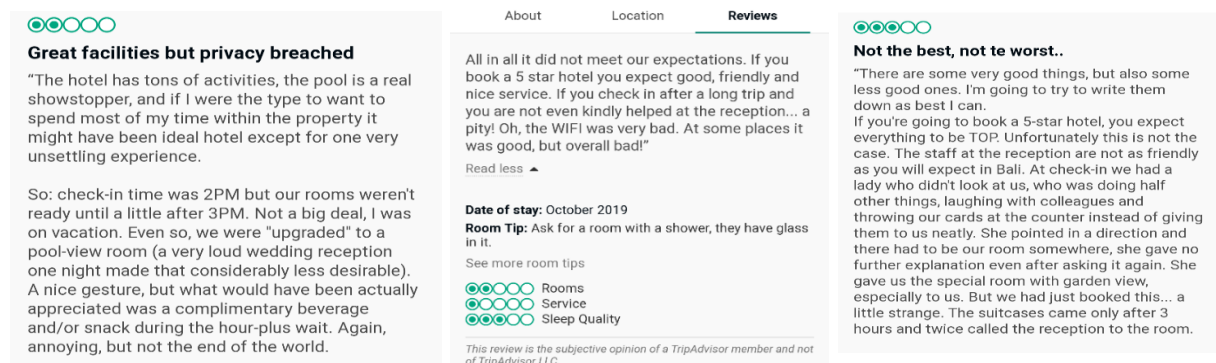 Great facilities but privacy breached
“The hotel has tons of activities, the pool is a real
showstopper, and if I were the type to want to
spend most of my time within the property it
might have been ideal hotel except for one very
unsettling experience.
So: check-in time was 2PM but our rooms weren't
ready until a little after 3PM. Not a big deal, I was
on vacation. Even so, we were "upgraded" to a
pool-view room (a very loud wedding reception
one night made that considerably less desirable).
A nice gesture, but what would have been actually
appreciated was a complimentary beverage
and/or snack during the hour-plus wait. Again,
annoying, but not the end of the world.
About Location Reviews
All in all it did not meet our expectations. If you
book a 5 star hotel you expect good, friendly and
nice service. If you check in after a long trip and
you are not even kindly helped at the reception... a
pity! Oh, the WIFI was very bad. At some places it
was good, but overall bad!”
Read less
Date of stay: October 2019
Room Tip: Ask for a room with a shower, they have glass
in it.
See more room tips
Rooms
Service
Sleep Quality
This review is the subjective opinion of a TripAdvisor member and not
of TripAdvisor LLC
Not the best, not te worst..
“There are some very good things, but also some
less good ones. I'm going to try to write them
down as best I can.
If you're going to book a 5-star hotel, you expect
everything to be TOP. Unfortunately this is not the
case. The staff at the reception are not as friendly
as you will expect in Bali. At check-in we had a
lady who didn't look at us, who was doing half
other things, laughing with colleagues and
throwing our cards at the counter instead of giving
them to us neatly. She pointed in a direction and
there had to be our room somewhere, she gave no
further explanation even after asking it again. She
gave us the special room with garden view,
especially to us. But we had just booked this... a
little strange. The suitcases came only after 3
hours and twice called the reception to the room.